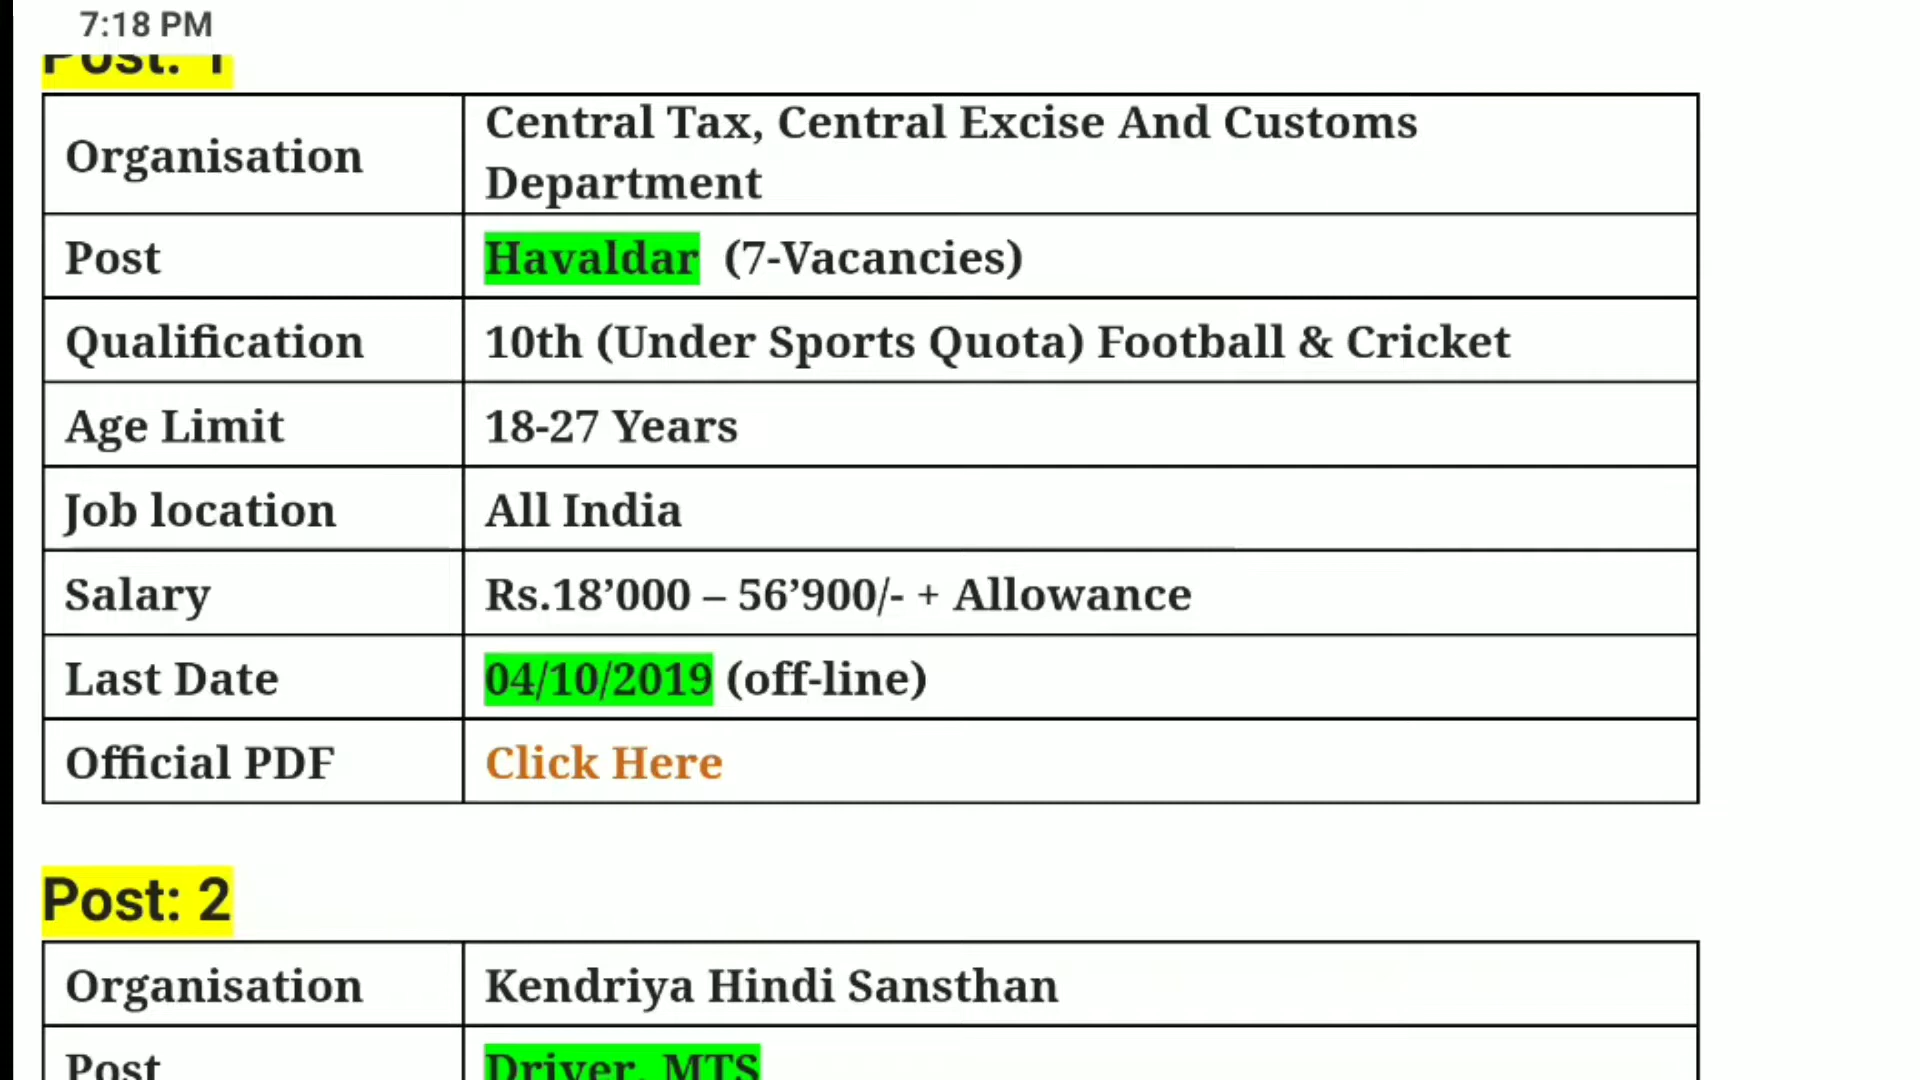 7:18 PM
Post: 1
Organisation
Central Tax, Central Excise And Customs
Department
Post
Havaldar (7-Vacancies)
Qualification
10th (Under Sports Quota) Football & Cricket
Age Limit
18-27 Years
Job location
All India
Salary
Rs.18’000 – 56’900/- + Allowance
Last Date
04/10/2019 (off-line)
Official PDF
Click Here
Post: 2
Organisation
Kendriya Hindi Sansthan
Post
Driver, MTS